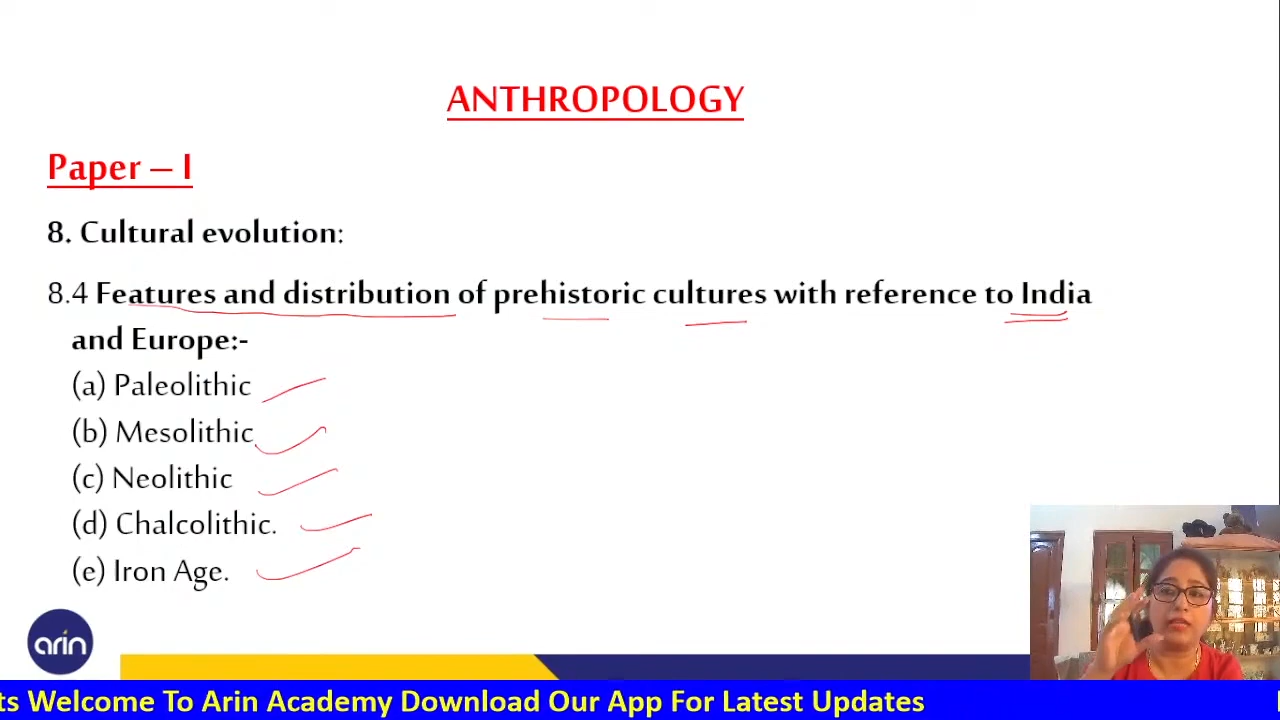 ANTHROPOLOGY
Paper – I
8. Cultural evolution:
8.4 Features and distribution of prehistoric cultures with reference to India
and Europe:-
(a) Paleolithic
(b) Mesolithic
(c) Neolithic
(d) Chalcolithic.
(e) Iron Age.
arin
ts Welcome To Arin Academy Download Our App For Latest Updates